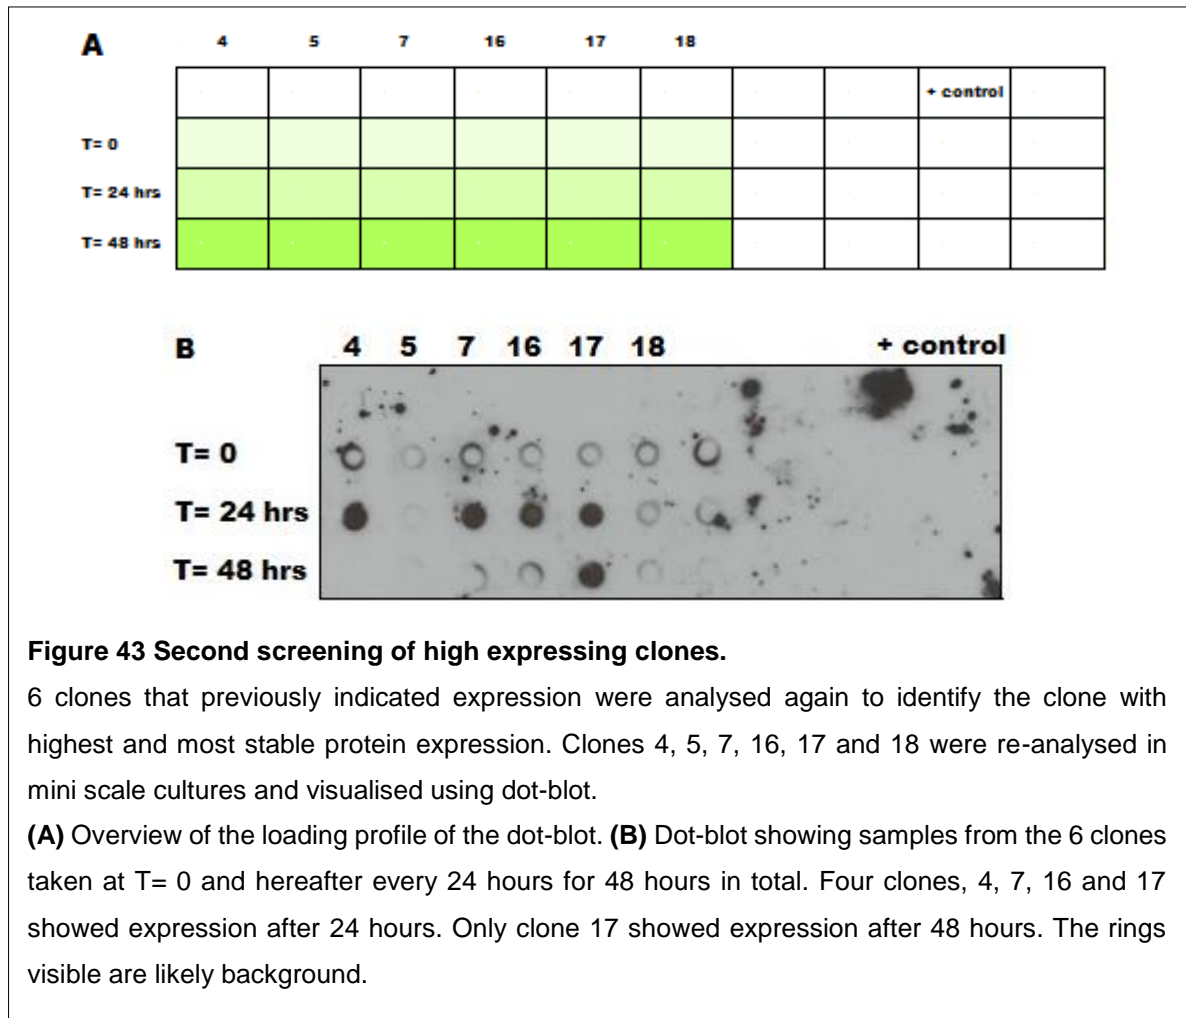 A 4 5 7 16 17 18
+ control
T= 0
T= 24 hrs
T= 48 hrs
B 4 5 7 16 17 18 + control
T= 0
T= 24 hrs
T= 48 hrs
Figure 43 Second screening of high expressing clones.
6 clones that previously indicated expression were analysed again to identify the clone with
highest and most stable protein expression. Clones 4, 5, 7, 16, 17 and 18 were re-analysed in
mini scale cultures and visualised using dot-blot.
(A) Overview of the loading profile of the dot-blot. (B) Dot-blot showing samples from the 6 clones
taken at T= 0 and hereafter every 24 hours for 48 hours in total. Four clones, 4, 7, 16 and 17
showed expression after 24 hours. Only clone 17 showed expression after 48 hours. The rings
visible are likely background.